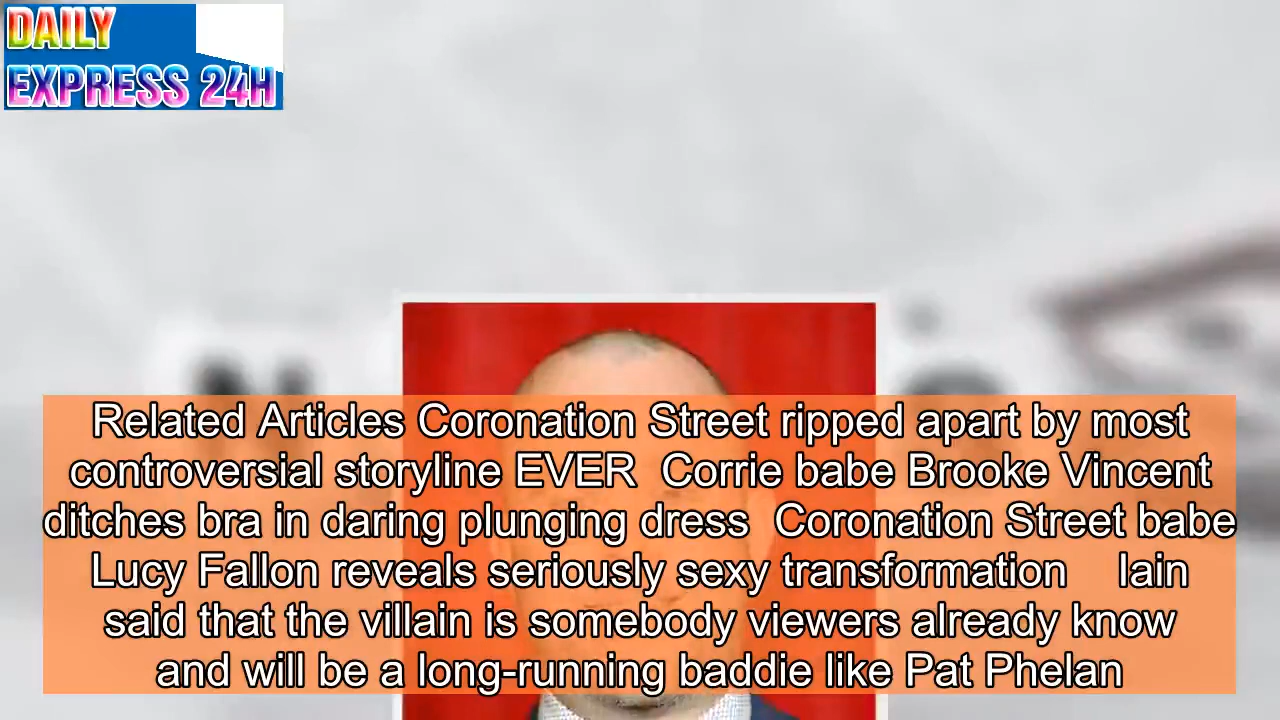 DAILY
EXPRESS 24H
Related Articles Coronation Street ripped apart by most
controversial storyline EVER  Corrie babe Brooke Vincent
ditches bra in daring plunging dress  Coronation Street babe
Lucy Fallon reveals seriously sexy transformation    Iain
said that the villain is somebody viewers already know
and will be a long-running baddie like Pat Phelan